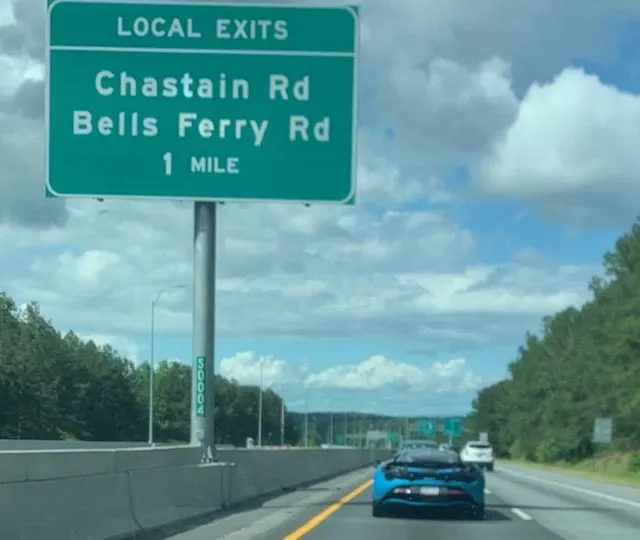 LOCAL EXITS
Chastain Rd
Bells Ferry Rd
1 MILE
S0004